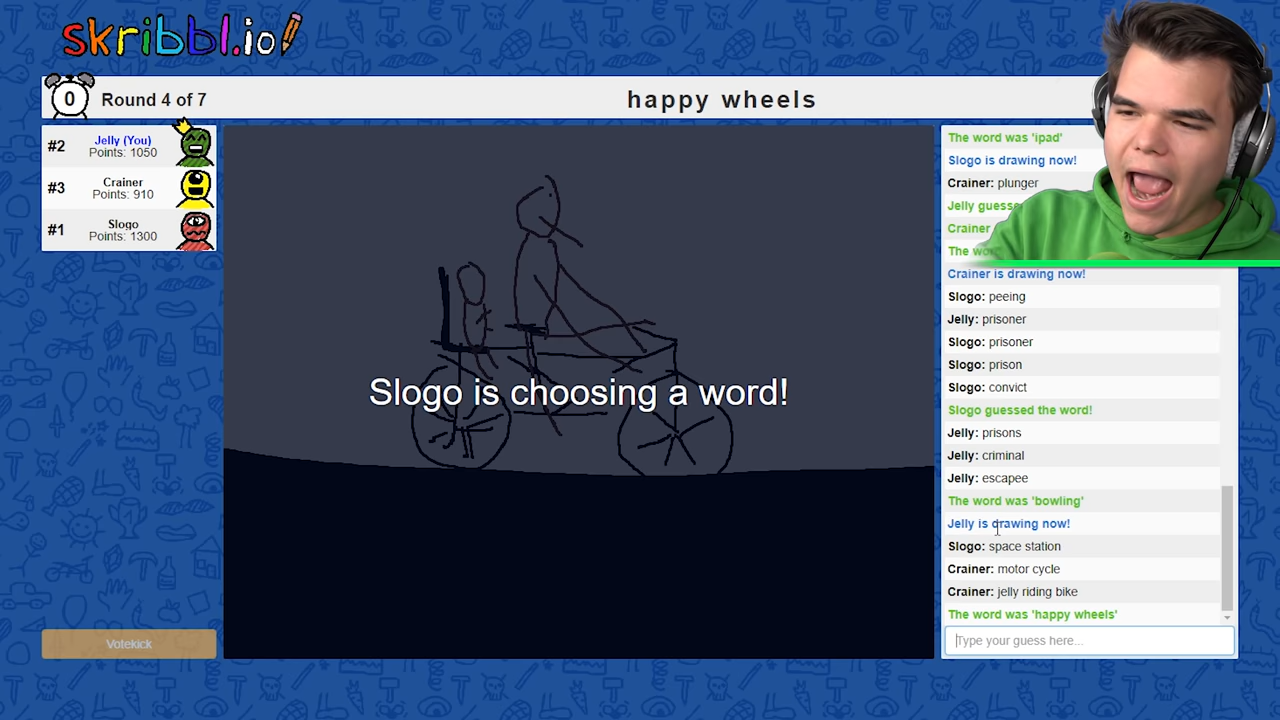 skribbl.io
0
Round 4 of 7
happy wheels
#2
Jelly (You)
Points: 1050
#3
Crainer
Points: 910
#1
Slogo
Points: 1300
Slogo is choosing a word!
Votekick
The word was 'ipad'
Slogo is drawing now!
Crainer: plunger
Jelly guesse
Crainer
The wo
Crainer is drawing now!
Slogo: peeing
Jelly: prisoner
Slogo: prisoner
Slogo: prison
Slogo: convict
Slogo guessed the word!
Jelly: prisons
Jelly: criminal
Jelly: escapee
The word was 'bowling'
Jelly is drawing now!
Slogo: space station
Crainer: motor cycle
Crainer: jelly riding bike
The word was 'happy wheels'
Type your guess here...